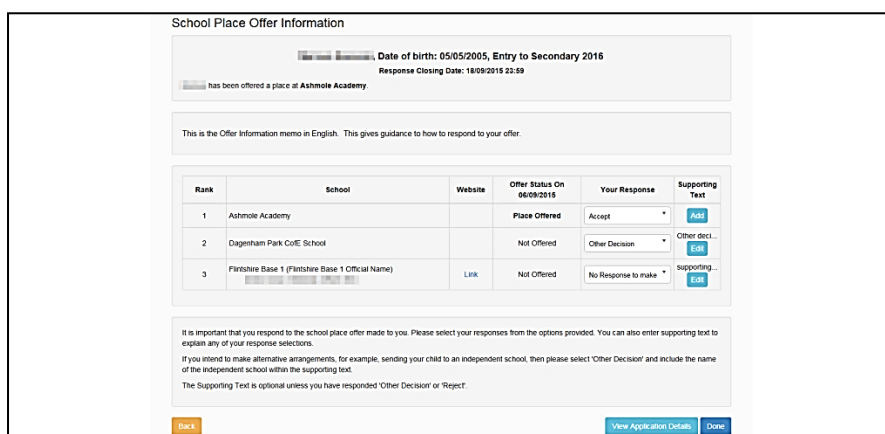 School Place Offer Information
, Date of birth: 05/05/2005, Entry to Secondary 2016
Response Closing Date: 18/09/2015 23:59
has been offered a place at Ashmole Academy.
This is the Offer Information memo in English. This gives guidance to how to respond to your offer.
Rank School Website Offer Status On 06/09/2015 Your Response Supporting Text
1 Ashmole Academy Place Offered Accept Add
2 Dagenham Park CofE School Not Offered Other Decision Other deci... Edit
3 Flintshire Base 1 (Flintshire Base 1 Official Name) Link Not Offered No Response to make supporting... Edit
It is important that you respond to the school place offer made to you. Please select your responses from the options provided. You can also enter supporting text to
explain any of your response selections.
If you intend to make alternative arrangements, for example, sending your child to an independent school, then please select 'Other Decision' and include the name
of the independent school within the supporting text.
The Supporting Text is optional unless you have responded 'Other Decision' or 'Reject'.
Back View Application Details Done